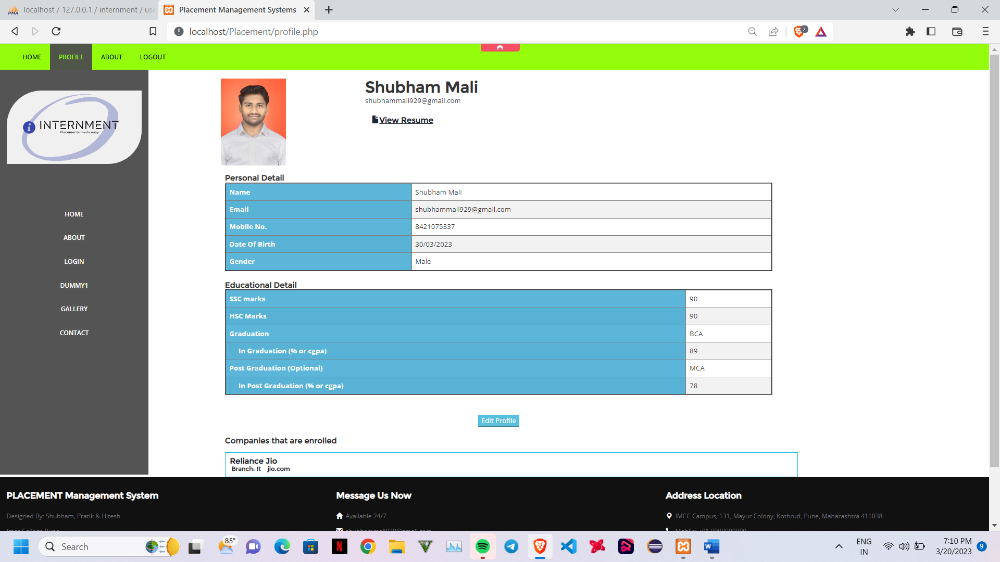 localhost / 127.0.0.1 / internment / use
Placement Management Systems
localhost/Placement/profile.php
2
HOME PROFILE ABOUT LOGOUT
i INTERNMENT
Placements made easy
HOME
ABOUT
LOGIN
DUMMY1
GALLERY
CONTACT
Shubham Mali
shubhammali929@gmail.com
View Resume
Personal Detail
Name Shubham Mali
Email shubhammali929@gmail.com
Mobile No. 8421075337
Date Of Birth 30/03/2023
Gender Male
Educational Detail
SSC marks 90
HSC Marks 90
Graduation BCA
In Graduation (% or cgpa) 89
Post Graduation (Optional) MCA
In Post Graduation (% or cgpa) 78
Edit Profile
Companies that are enrolled
Reliance Jio
Branch: It jio.com
PLACEMENT Management System
Designed By: Shubham, Pratik & Hitesh
Message Us Now
Available 24/7
shubhammali929@gmail.com
Address Location
IMCC Campus, 131, Mayur Colony, Kothrud, Pune, Maharashtra 411038.
Search
85°
ENG
IN
7:10 PM
3/20/2023
9